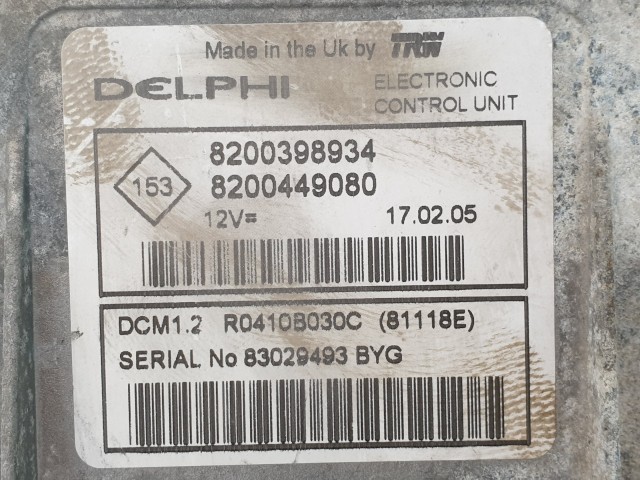 Made in the Uk by TRW
DELPHI ELECTRONIC
CONTROL UNIT
153
8200398934
8200449080
12V= 17.02.05
DCM1.2 R0410B030C (81118E)
SERIAL No 83029493 BYG